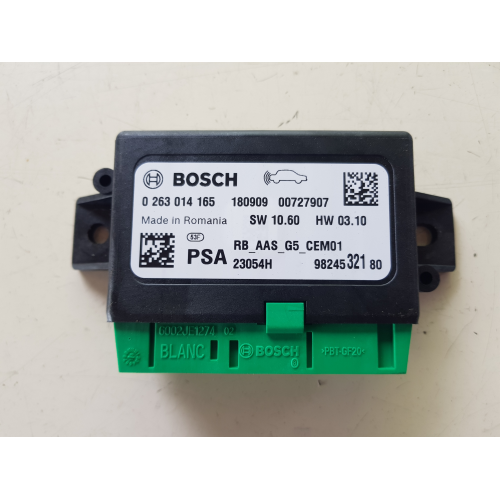 BOSCH
0 263 014 165 180909 00727907
Made in Romania SW 10.60 HW 03.10
53F RB_AAS_G5_CEM01
PSA 23054H 98245 321 80
BLANC BOSCH >PBT-GF20<